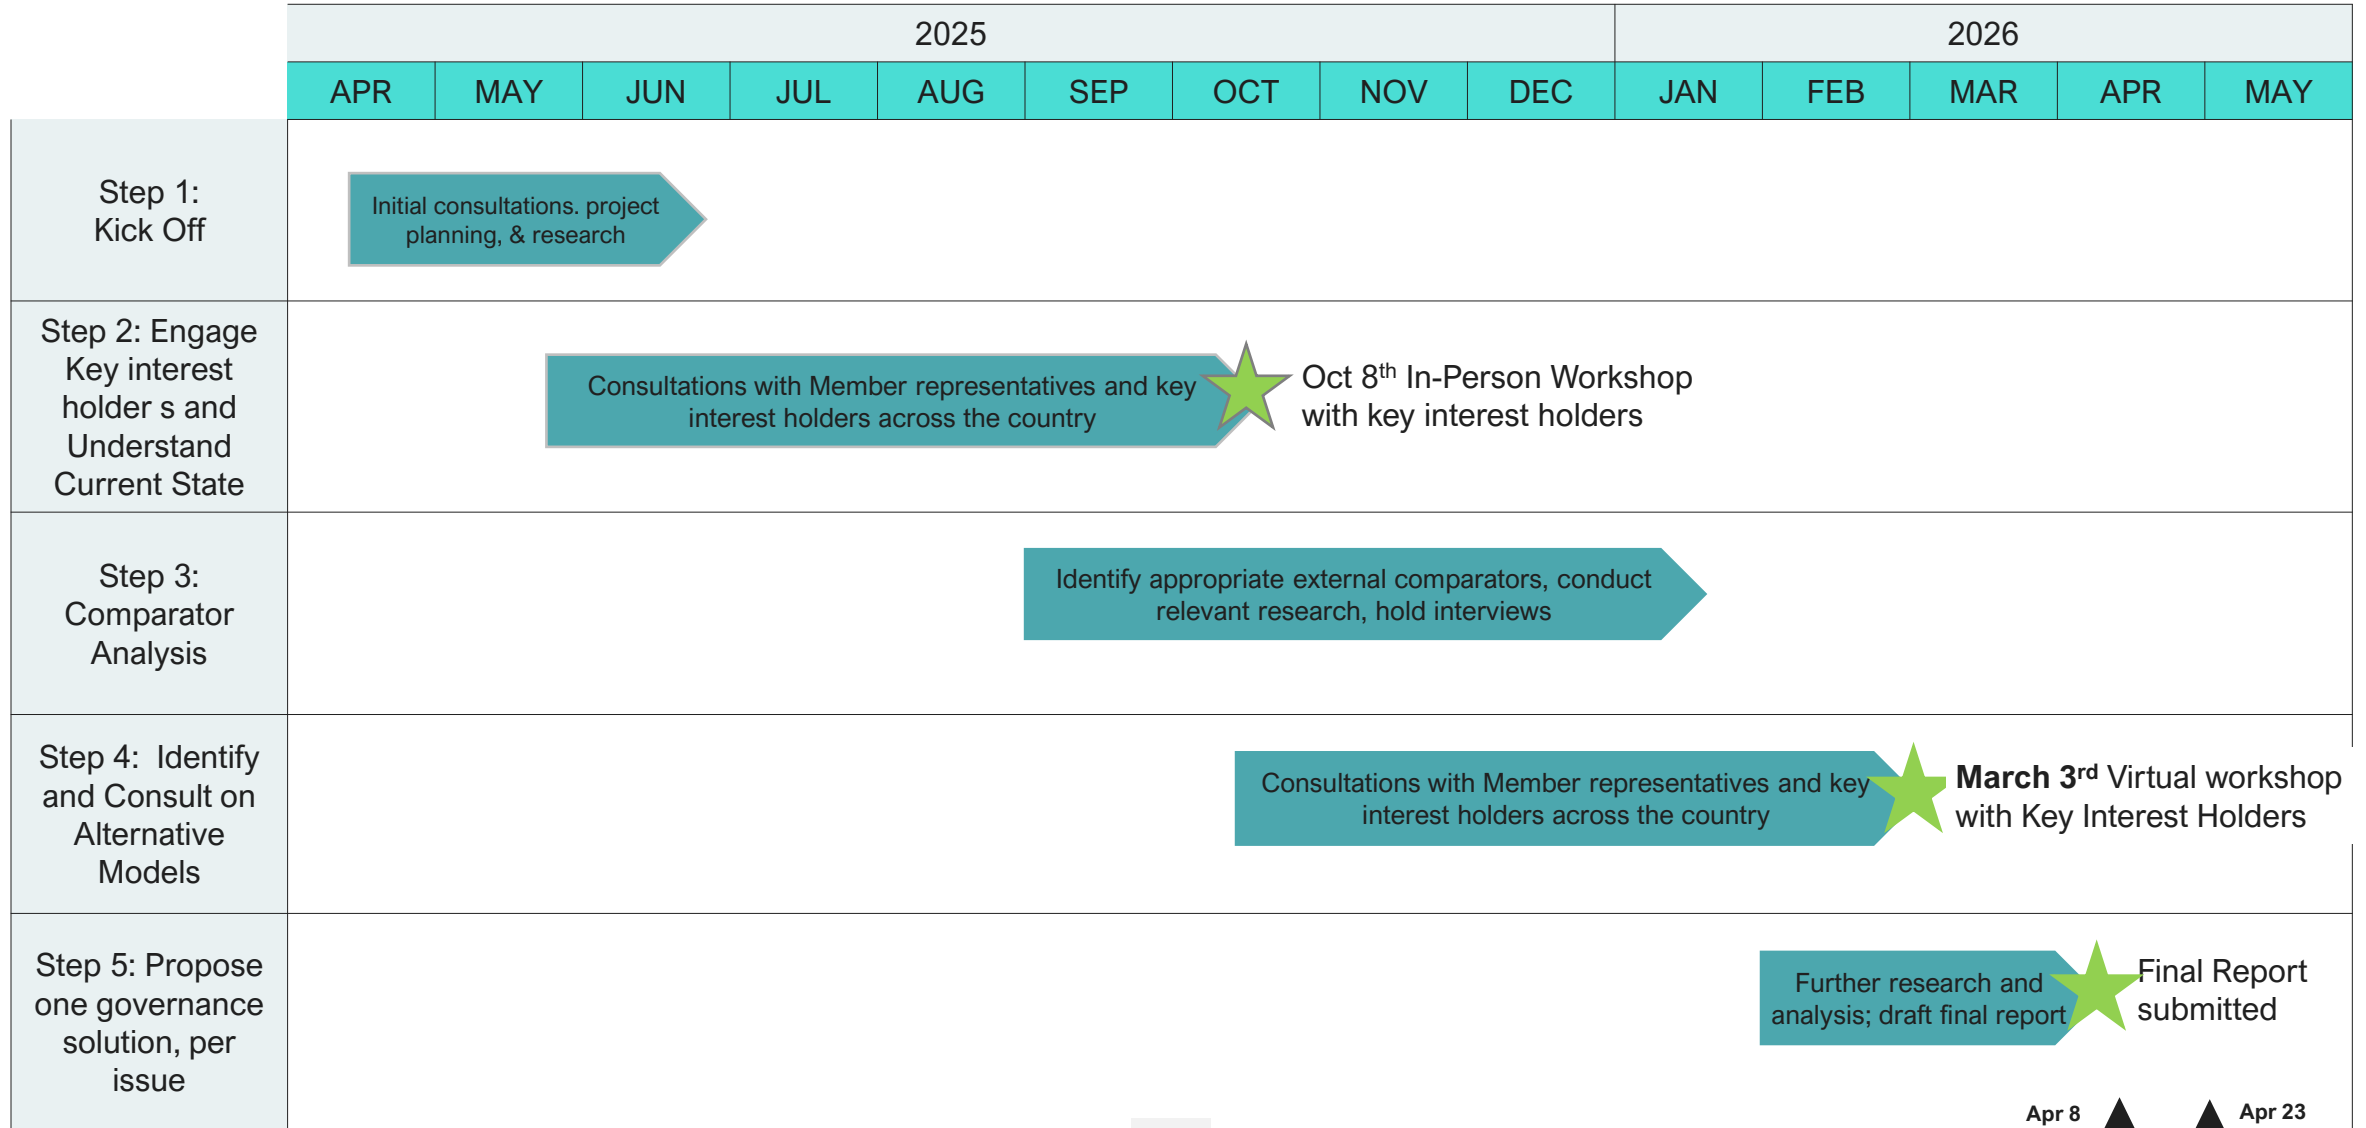 2025
2026
APR
MAY
JUN
JUL
AUG
SEP
OCT
NOV
DEC
JAN
FEB
MAR
APR
MAY
Step 1:
Kick Off
Initial consultations. project
planning, & research
Step 2: Engage
Key interest
holder s and
Understand
Current State
Consultations with Member representatives and key
interest holders across the country
Oct 8th In-Person Workshop
with key interest holders
Step 3:
Comparator
Analysis
Identify appropriate external comparators, conduct
relevant research, hold interviews
Step 4: Identify
and Consult on
Alternative
Models
Consultations with Member representatives and key
interest holders across the country
March 3rd Virtual workshop
with Key Interest Holders
Step 5: Propose
one governance
solution, per
issue
Further research and
analysis; draft final report
Final Report
submitted
Apr 8
Apr 23